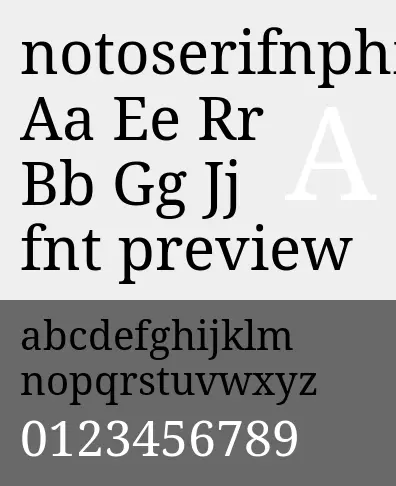 notoserifnph
Aa Ee Rr
A
Bb Gg Jj
fnt preview
abcdefghijklm
nopqrstuvwxyz
0123456789